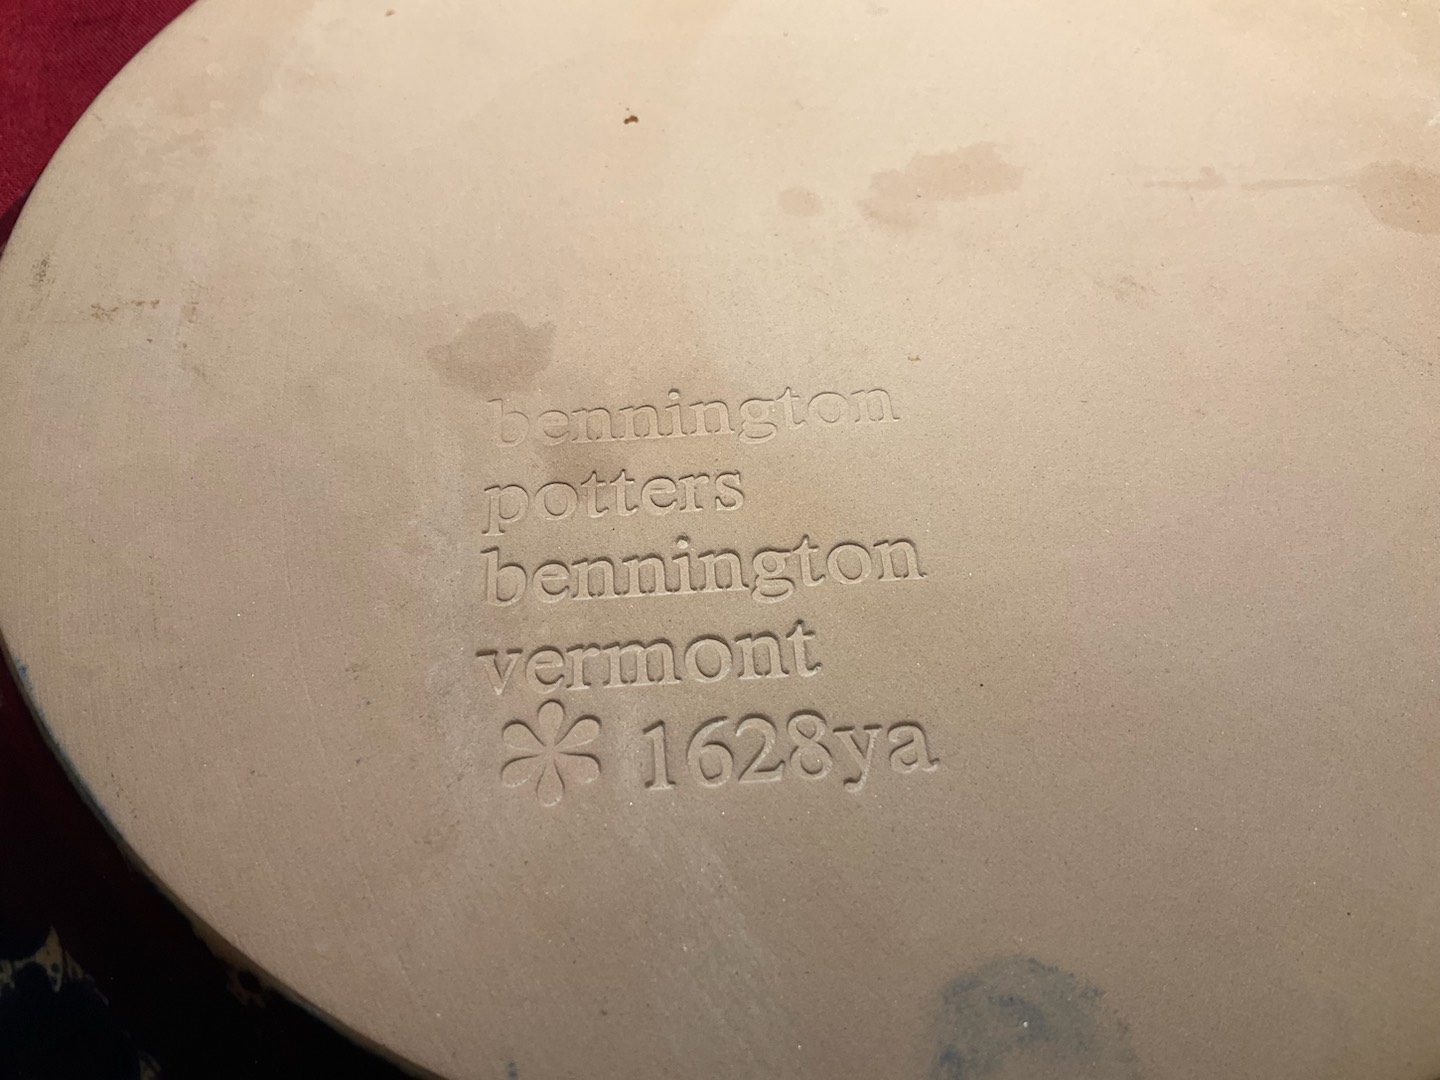 bennington
potters
bennington
vermont
* 1628ya